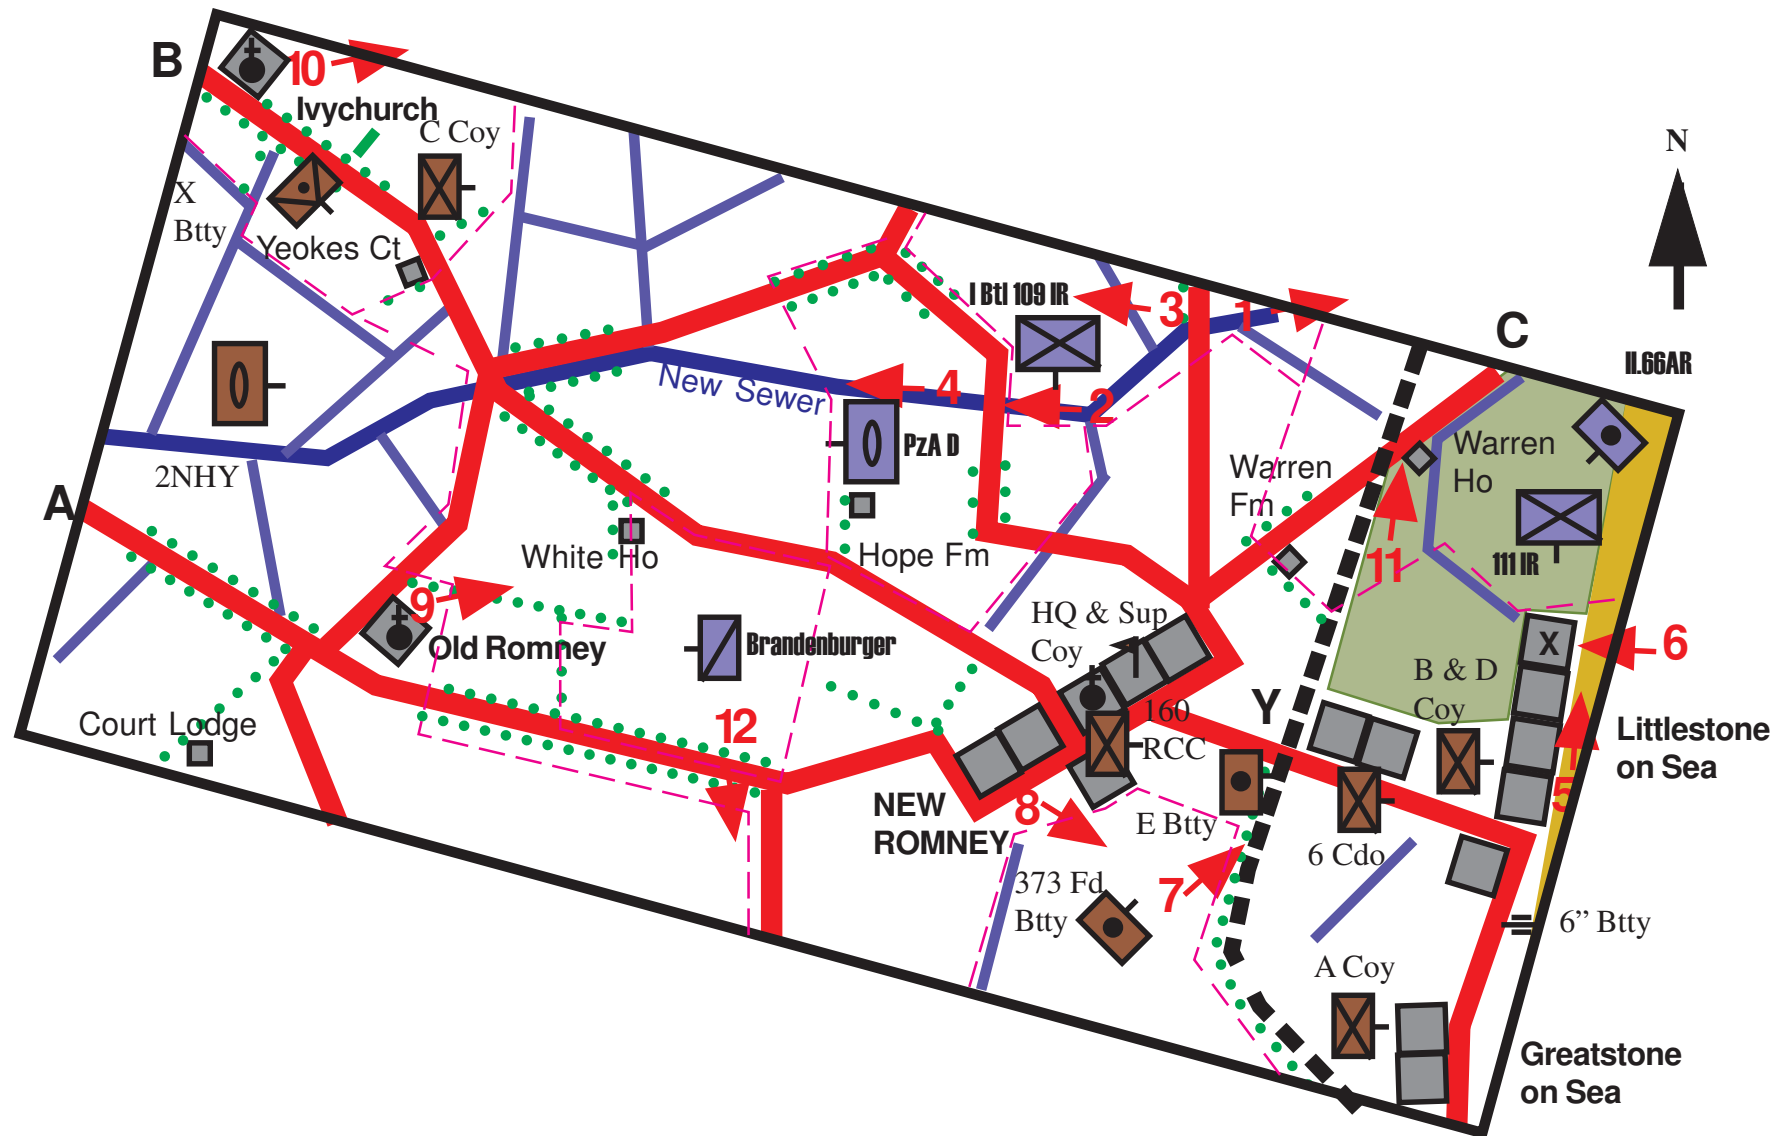 B
10
Ivychurch
C Coy
X
Btty
Yeokes Ct
N
I Btl 109 IR
3
1
C
II.66AR
New Sewer
4
2
PzA D
Warren
Ho
Warren
Fm
2NHY
A
White Ho
Hope Fm
11
111 IR
9
Old Romney
Brandenburger
HQ & Sup
Coy
X
6
B & D
Coy
Court Lodge
12
160
RCC
Y
Littlestone
on Sea
5
NEW
ROMNEY
8
E Btty
6 Cdo
373 Fd
Btty
7
6” Btty
A Coy
Greatstone
on Sea